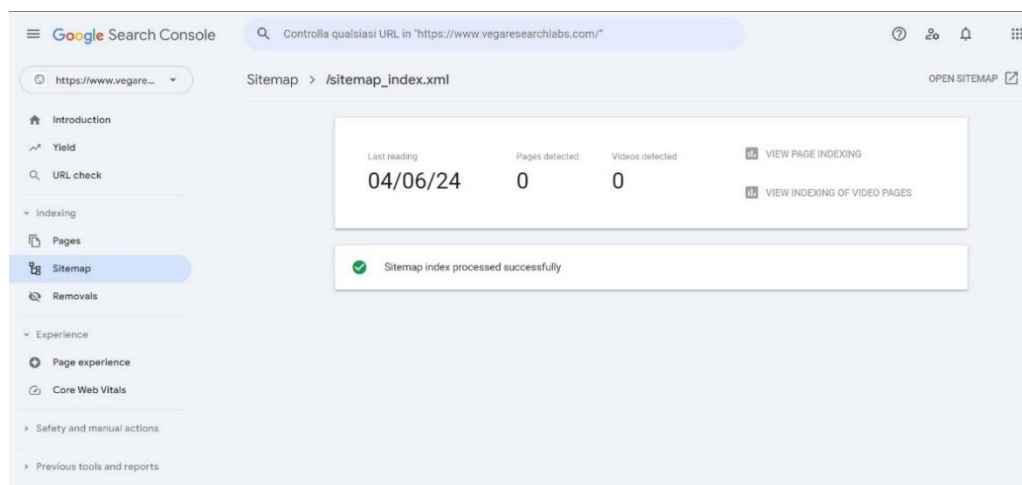 Google Search Console
Controlla qualsiasi URL in "https://www.vegaresearchlabs.com/"
https://www.vegare...
Sitemap > /sitemap_index.xml
OPEN SITEMAP
Introduction
Yield
URL check
Indexing
Pages
Sitemap
Removals
Experience
Page experience
Core Web Vitals
Safety and manual actions
Previous tools and reports
Last reading
04/06/24
Pages detected
0
Videos detected
0
VIEW PAGE INDEXING
VIEW INDEXING OF VIDEO PAGES
Sitemap index processed successfully